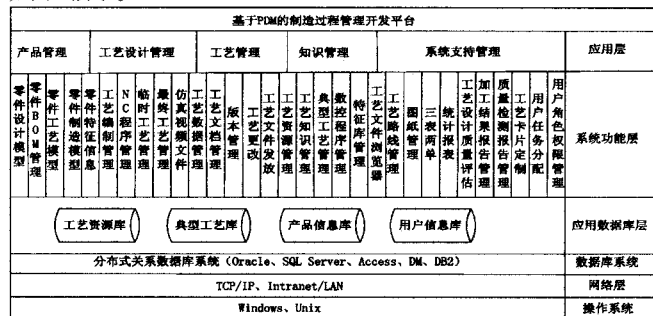 基于PDM的制造过程管理开发平台
产品管理 工艺设计管理 工艺管理 知识管理 系统支持管理 应用层
零件设计模型
零件BOM管理
零件工艺模型
零件制造模型
零件特征信息
工艺编制管理
NC程序管理
临时工艺管理
最终工艺管理
仿真视频文件
工艺数据管理
工艺文档管理
版本管理
工艺更改
工艺文件发放
工艺资源管理
工艺知识管理
典型工艺管理
数控程序管理
特征库管理
工艺文件浏览器
工艺路线管理
图纸管理
三表两单
统计报表
工艺设计质量评估
加工结果报告管理
质量检测报告管理
工艺卡片定制
用户任务分配
用户角色权限管理
系统功能层
工艺资源库 典型工艺库 产品信息库 用户信息库 应用数据库层
分布式关系数据库系统（Oracle、SQL Server、Access、DM、DB2） 数据库系统
TCP/IP、Intranet/LAN 网络层
Windows、Unix 操作系统